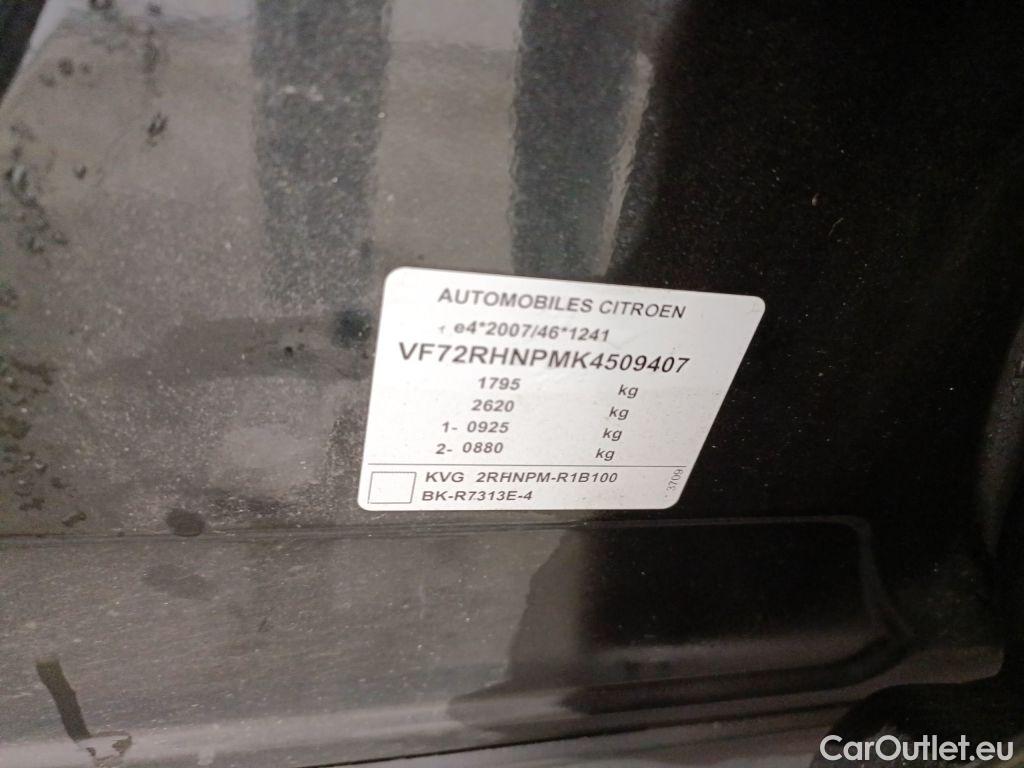 AUTOMOBILES CITROEN
1 e4*2007/46*1241
VF72RHNPMK4509407
1795 kg
2620 kg
1- 0925 kg
2- 0880 kg
KVG 2RHNPM-R1B100
BK-R7313E-4
3709
CarOutlet.eu